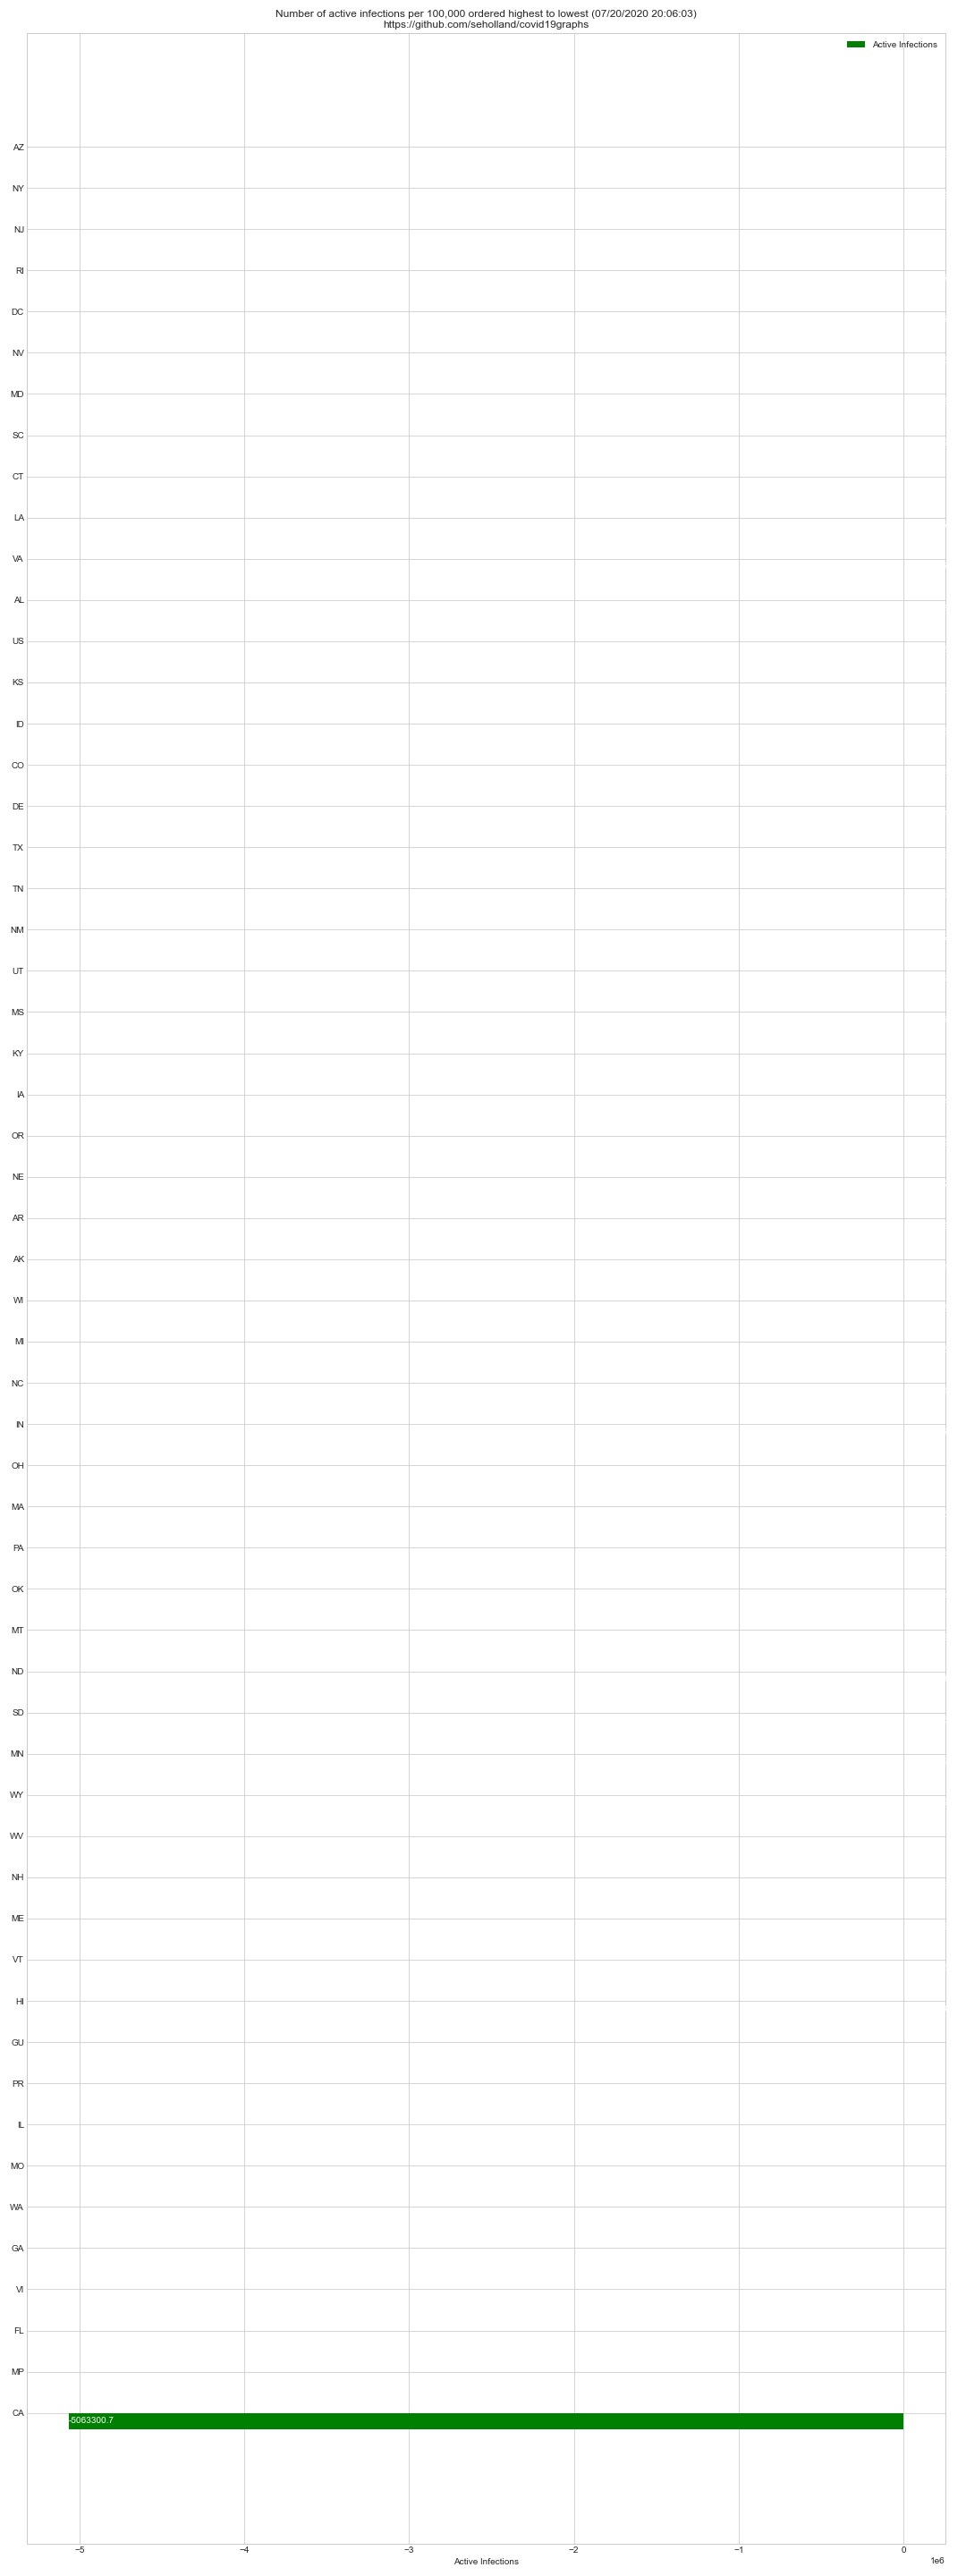 Number of active infections per 100,000 ordered highest to lowest (07/20/2020 20:06:03)
https://github.com/seholland/covid19graphs
Active Infections
AZ
NY
NJ
RI
DC
NV
MD
SC
CT
LA
VA
AL
US
KS
ID
CO
DE
TX
TN
NM
UT
MS
KY
IA
OR
NE
AR
AK
WI
MI
NC
IN
OH
MA
PA
OK
MT
ND
SD
MN
WY
WV
NH
ME
VT
HI
GU
PR
IL
MO
WA
GA
VI
FL
MP
CA -5063300.7
−5 −4 −3 −2 −1 0
1e6
Active Infections